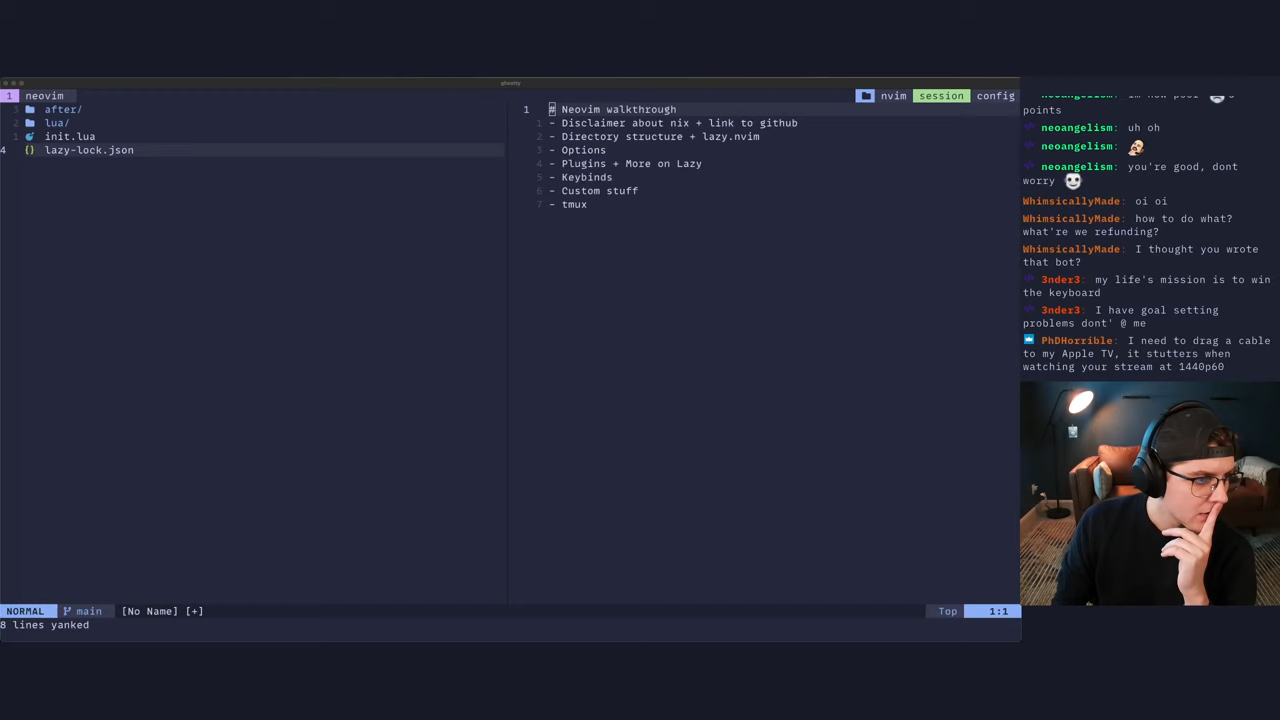 ghostty
1 neovim
nvim session config
3 after/
2 lua/
1 init.lua
4 lazy-lock.json
1 # Neovim walkthrough
1 - Disclaimer about nix + link to github
2 - Directory structure + lazy.nvim
3 - Options
4 - Plugins + More on Lazy
5 - Keybinds
6 - Custom stuff
7 - tmux
NORMAL main [No Name] [+] Top 1:1
8 lines yanked
points
neoangelism: uh oh
neoangelism:
neoangelism: you're good, dont
worry
WhimsicallyMade: oi oi
WhimsicallyMade: how to do what?
what're we refunding?
WhimsicallyMade: I thought you wrote
that bot?
3nder3: my life's mission is to win
the keyboard
3nder3: I have goal setting
problems dont' @ me
PhDHorrible: I need to drag a cable
to my Apple TV, it stutters when
watching your stream at 1440p60